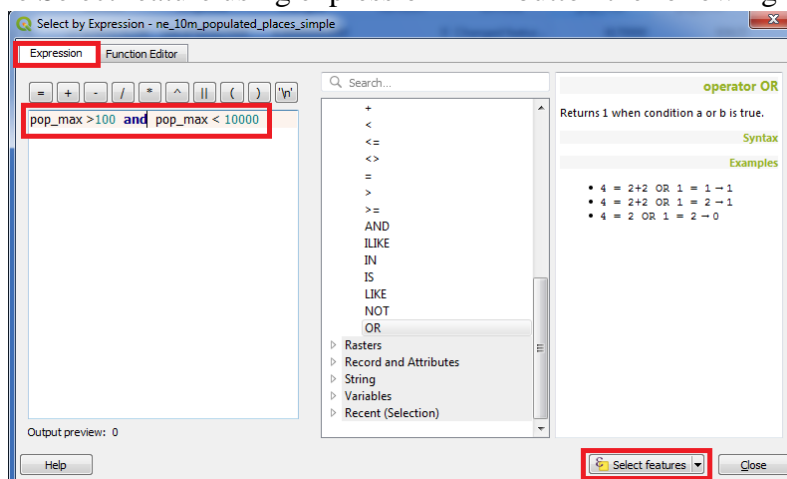 Select by Expression - ne_10m_populated_places_simple
Expression Function Editor
= + - / * ^ || ( ) '\n'
pop_max >100 and pop_max < 10000
Output preview: 0
Help
Search...
+
<
<=
<>
=
>
>=
AND
ILIKE
IN
IS
LIKE
NOT
OR
Rasters
Record and Attributes
String
Variables
Recent (Selection)
operator OR
Returns 1 when condition a or b is true.
Syntax
Examples
• 4 = 2+2 OR 1 = 1 → 1
• 4 = 2+2 OR 1 = 2 → 1
• 4 = 2 OR 1 = 2 → 0
Select features
Close